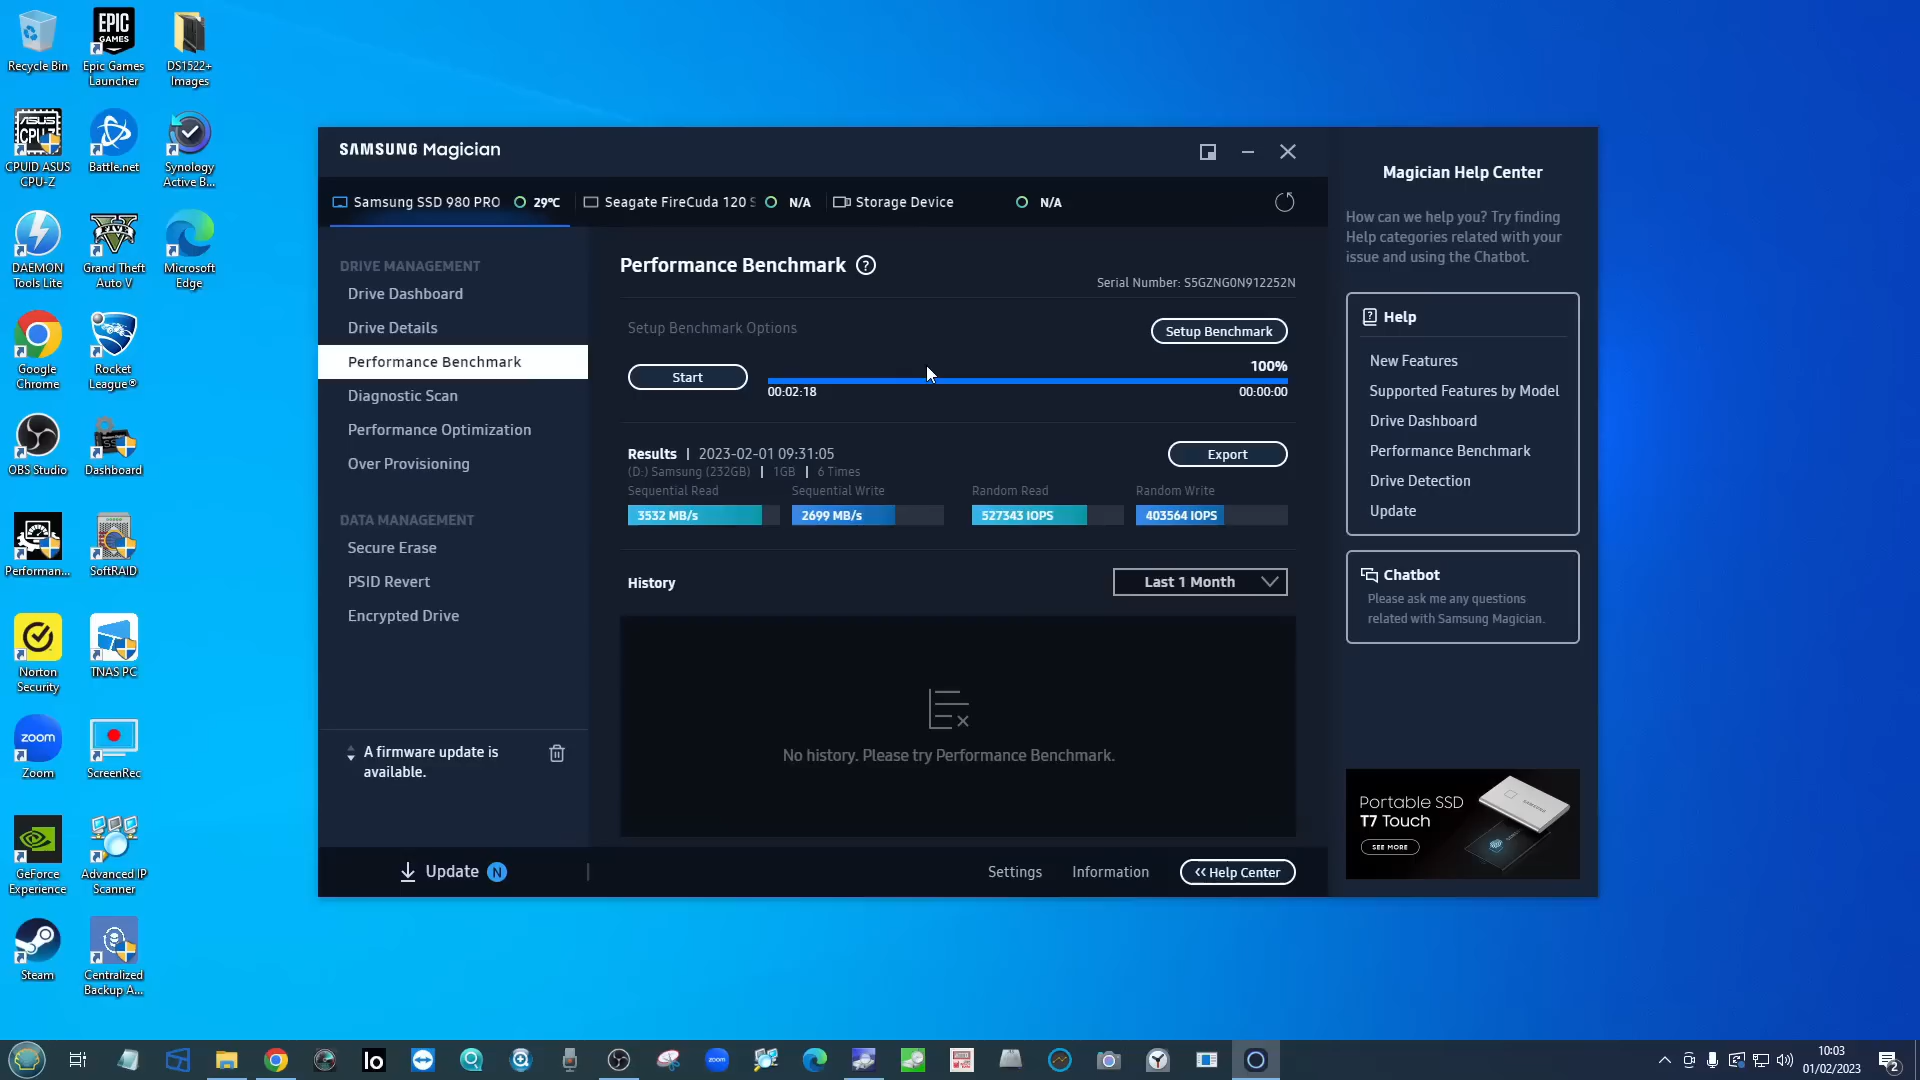 Recycle Bin
Epic Games
Launcher
DS1522+
Images
CPUID ASUS
CPU-Z
Battle.net
Synology
Active B...
DAEMON
Tools Lite
Grand Theft
Auto V
Microsoft
Edge
Google
Chrome
Rocket
League®
OBS Studio
Dashboard
Performan...
SoftRAID
Norton
Security
TNAS PC
zoom
Zoom
ScreenRec
GeForce
Experience
Advanced IP
Scanner
Steam
Centralized
Backup A...
SAMSUNG Magician
Samsung SSD 980 PRO
29℃
Seagate FireCuda 120 S
N/A
Storage Device
N/A
DRIVE MANAGEMENT
Drive Dashboard
Drive Details
Performance Benchmark
Diagnostic Scan
Performance Optimization
Over Provisioning
DATA MANAGEMENT
Secure Erase
PSID Revert
Encrypted Drive
A firmware update is
available.
Update N
Performance Benchmark ?
Serial Number: S5GZNG0N912252N
Setup Benchmark Options
Setup Benchmark
Start
100%
00:02:18
00:00:00
Results | 2023-02-01 09:31:05
Export
(D:) Samsung (232GB) | 1GB | 6 Times
Sequential Read
Sequential Write
Random Read
Random Write
3532 MB/s
2699 MB/s
527343 IOPS
403564 IOPS
History
Last 1 Month
No history. Please try Performance Benchmark.
Settings
Information
Help Center
Magician Help Center
How can we help you? Try finding
Help categories related with your
issue and using the Chatbot.
Help
New Features
Supported Features by Model
Drive Dashboard
Performance Benchmark
Drive Detection
Update
Chatbot
Please ask me any questions
related with Samsung Magician.
Portable SSD
T7 Touch
SEE MORE
10:03
01/02/2023